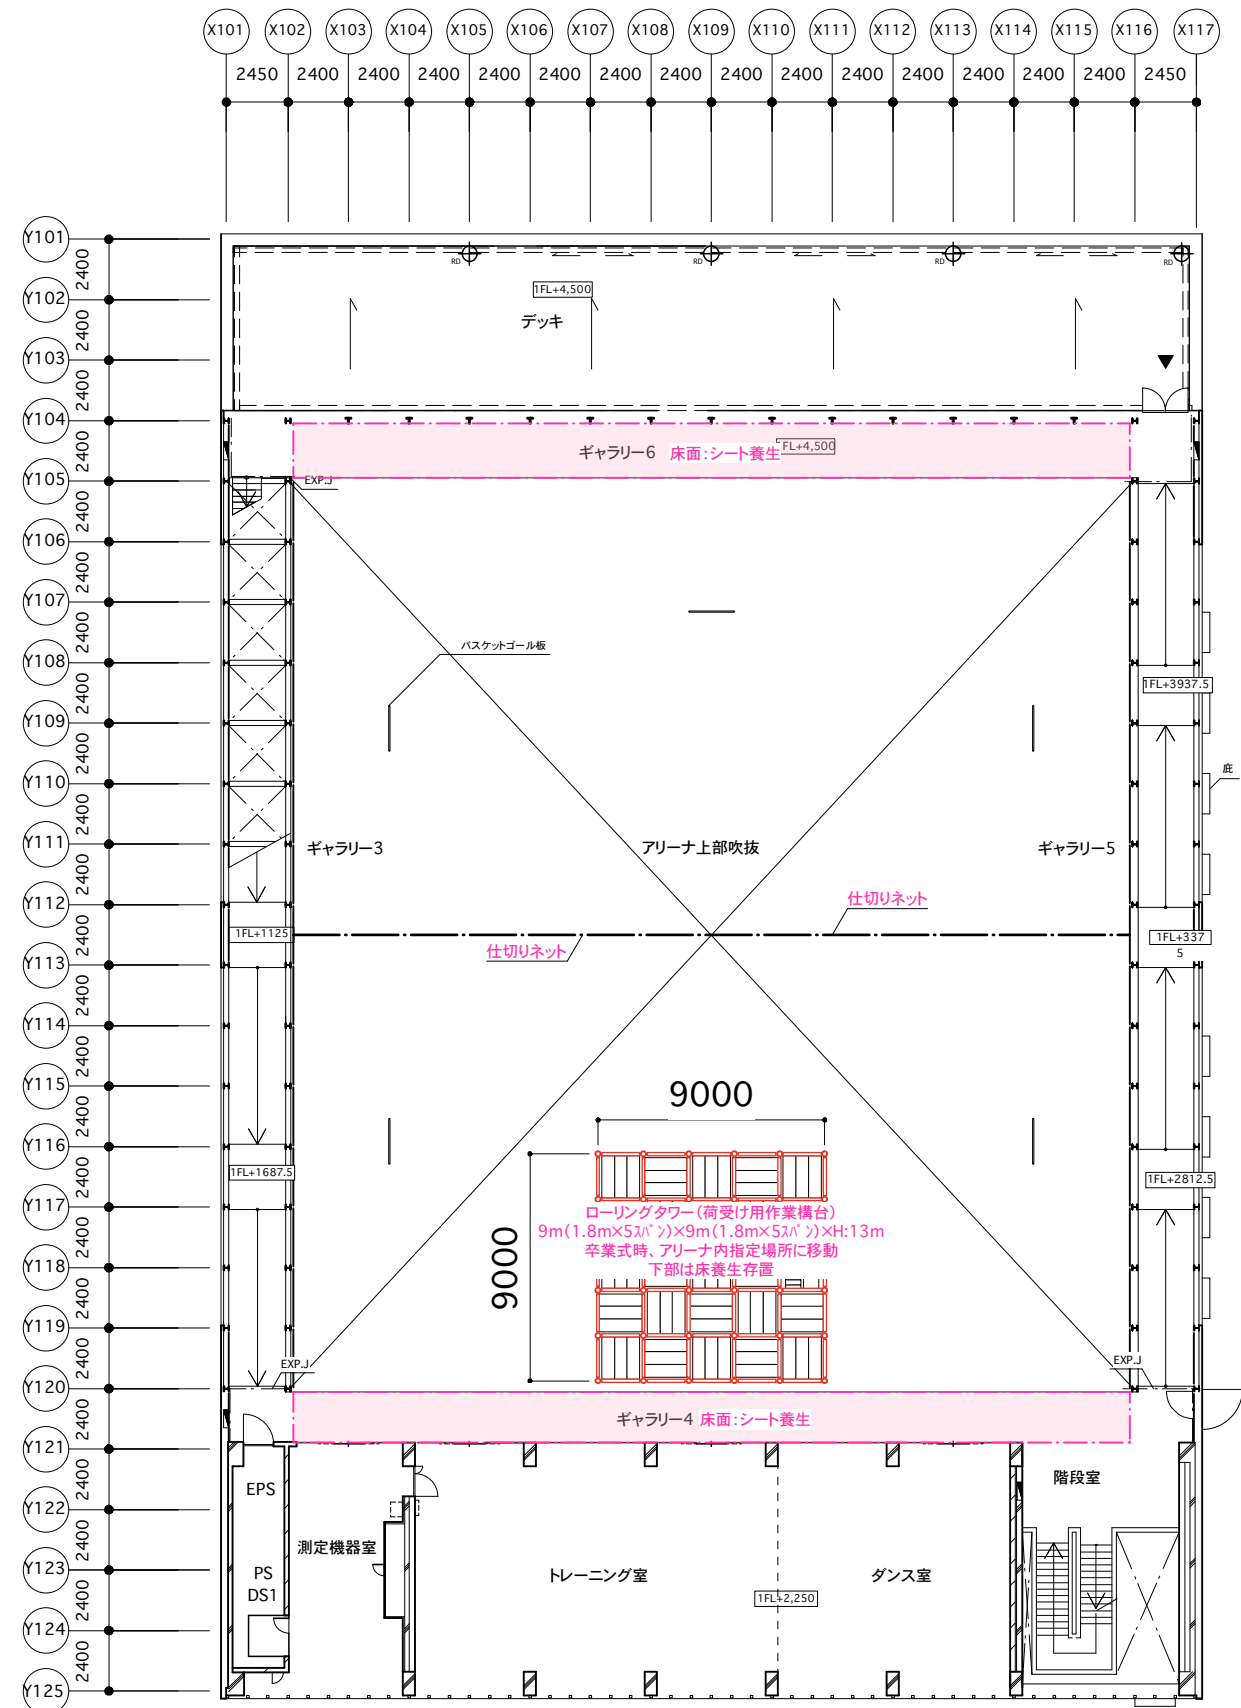 X101 X102 X103 X104 X105 X106 X107 X108 X109 X110 X111 X112 X113 X114 X115 X116 X117
2450 2400 2400 2400 2400 2400 2400 2400 2400 2400 2400 2400 2400 2400 2400 2450
Y101
2400
RD RD RD RD
1FL+4,500
Y102
デッキ
2400
Y103
2400
Y104
2400
ギャラリー6 床面:シート養生 FL+4,500
Y105
EXP.J
2400
Y106
2400
Y107
2400
バスケットゴール板
Y108
2400
1FL+3937.5
Y109
2400
庇
Y110
2400
Y111
ギャラリー3 アリーナ上部吹抜 ギャラリー5
2400
仕切りネット
Y112
2400
1FL+1125
1FL+337
5
仕切りネット
Y113
2400
Y114
2400
Y115
9000
2400
Y116
2400
1FL+1687.5
1FL+2812.5
Y117
ローリングタワー(荷受け用作業構台)
9m(1.8m×5スパン)×9m(1.8m×5スパン)×H:13m
卒業式時、アリーナ内指定場所に移動
下部は床養生存置
9000
2400
Y118
2400
Y119
2400
EXP.J EXP.J
Y120
2400
ギャラリー4 床面:シート養生
Y121
2400
階段室
EPS
Y122
2400
測定機器室
Y123
PS
DS1
トレーニング室 ダンス室
2400
1FL+2,250
Y124
2400
Y125